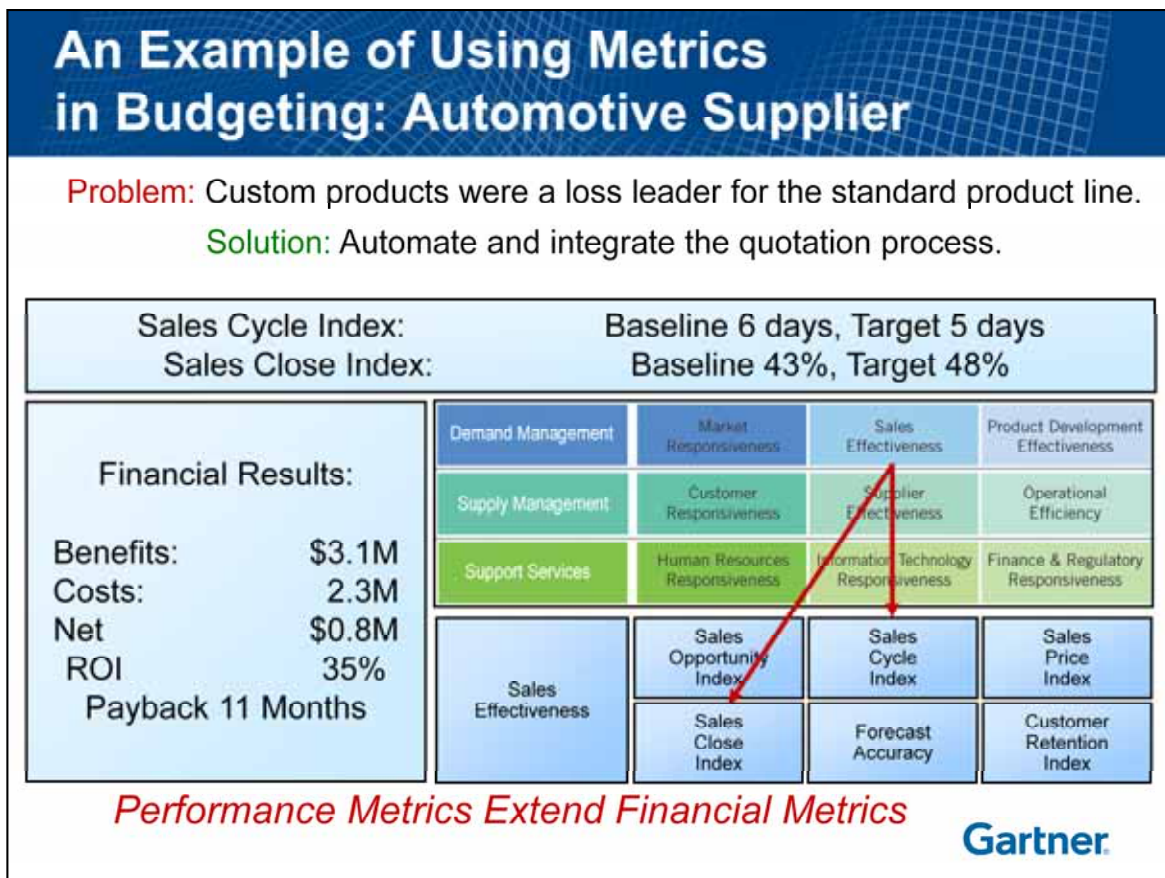 An Example of Using Metrics
in Budgeting: Automotive Supplier
Problem: Custom products were a loss leader for the standard product line.
Solution: Automate and integrate the quotation process.
Sales Cycle Index: Baseline 6 days, Target 5 days
Sales Close Index: Baseline 43%, Target 48%
Financial Results:
Benefits: $3.1M
Costs: 2.3M
Net $0.8M
ROI 35%
Payback 11 Months
Demand Management
Market
Responsiveness
Sales
Effectiveness
Product Development
Effectiveness
Supply Management
Customer
Responsiveness
Supplier
Effectiveness
Operational
Efficiency
Support Services
Human Resources
Responsiveness
Information Technology
Responsiveness
Finance & Regulatory
Responsiveness
Sales
Effectiveness
Sales
Opportunity
Index
Sales
Cycle
Index
Sales
Price
Index
Sales
Close
Index
Forecast
Accuracy
Customer
Retention
Index
Performance Metrics Extend Financial Metrics
Gartner.